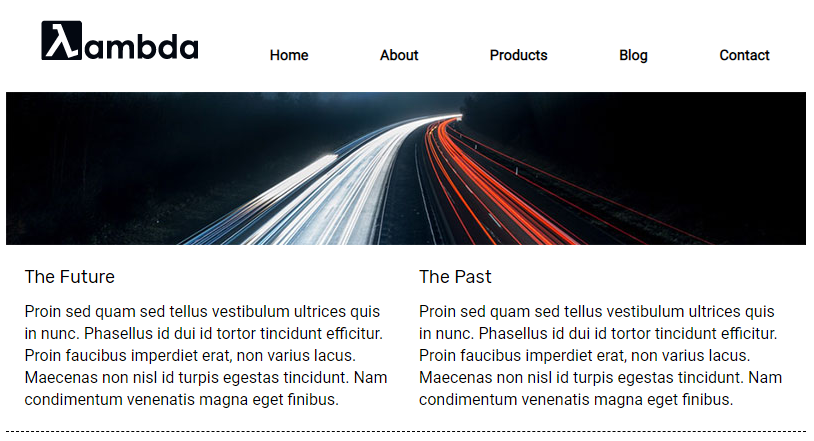 λambda
Home About Products Blog Contact
The Future
Proin sed quam sed tellus vestibulum ultrices quis
in nunc. Phasellus id dui id tortor tincidunt efficitur.
Proin faucibus imperdiet erat, non varius lacus.
Maecenas non nisl id turpis egestas tincidunt. Nam
condimentum venenatis magna eget finibus.
The Past
Proin sed quam sed tellus vestibulum ultrices quis
in nunc. Phasellus id dui id tortor tincidunt efficitur.
Proin faucibus imperdiet erat, non varius lacus.
Maecenas non nisl id turpis egestas tincidunt. Nam
condimentum venenatis magna eget finibus.